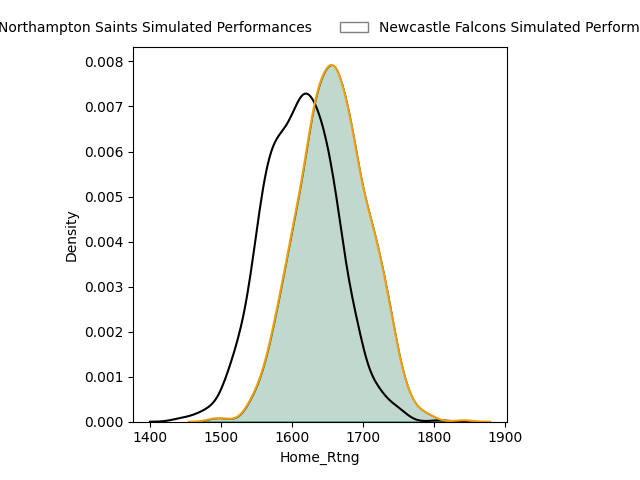 Northampton Saints Simulated Performances
Newcastle Falcons Simulated Perform
0.008
0.007
0.006
0.005
0.004
0.003
0.002
0.001
0.000
Density
1400 1500 1600 1700 1800 1900
Home_Rtng